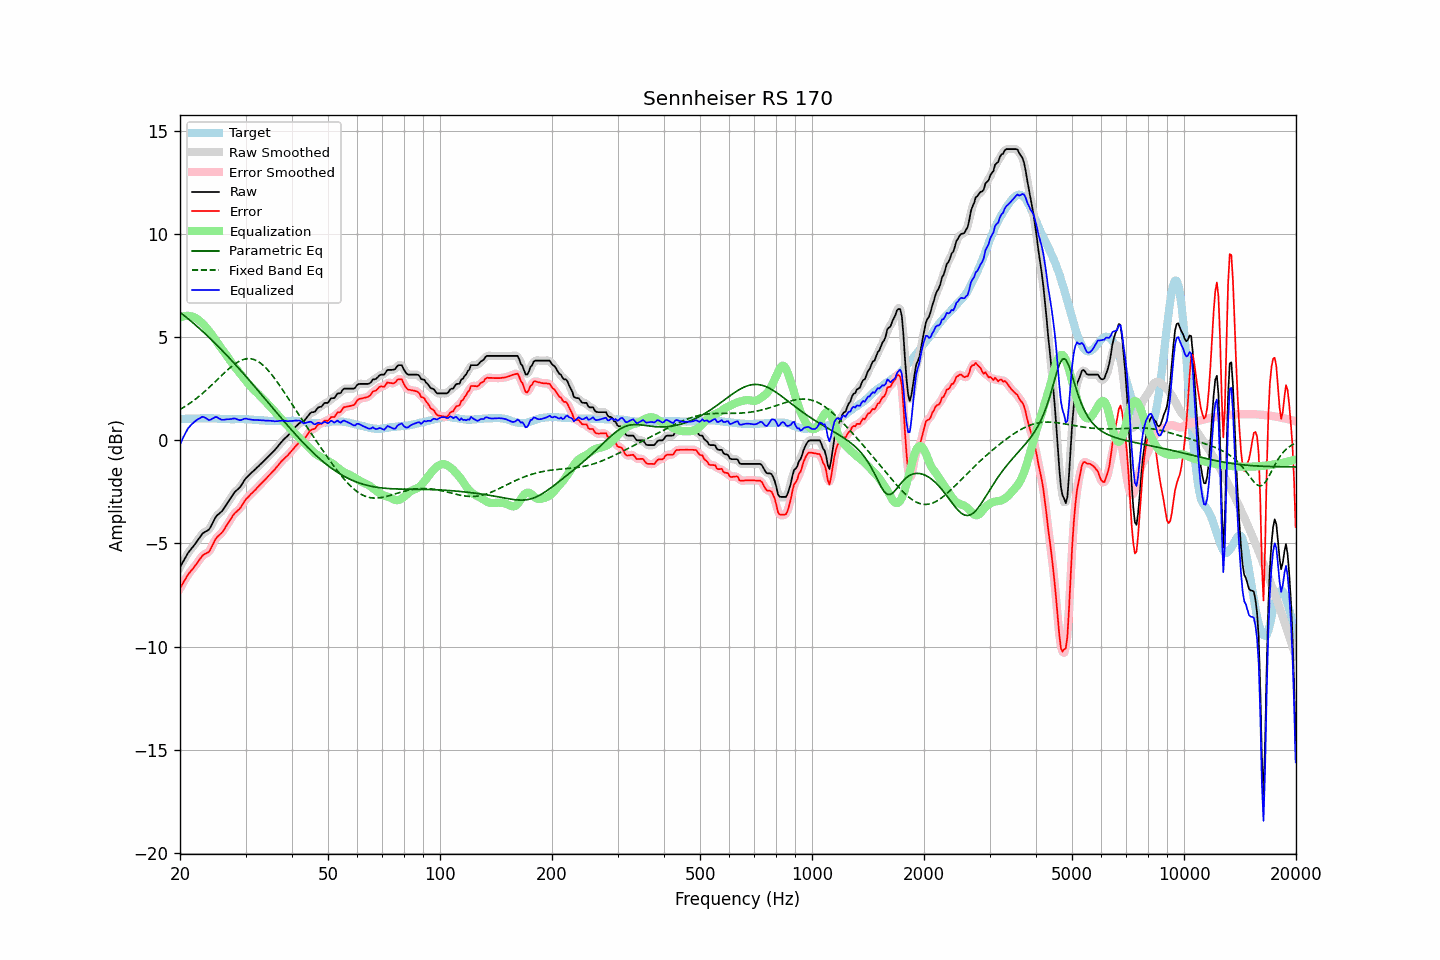 Sennheiser RS 170
Target
Raw Smoothed
Error Smoothed
Raw
Error
Equalization
Parametric Eq
Fixed Band Eq
Equalized
15
10
5
0
−5
−10
−15
−20
Amplitude (dBr)
20 50 100 200 500 1000 2000 5000 10000 20000
Frequency (Hz)